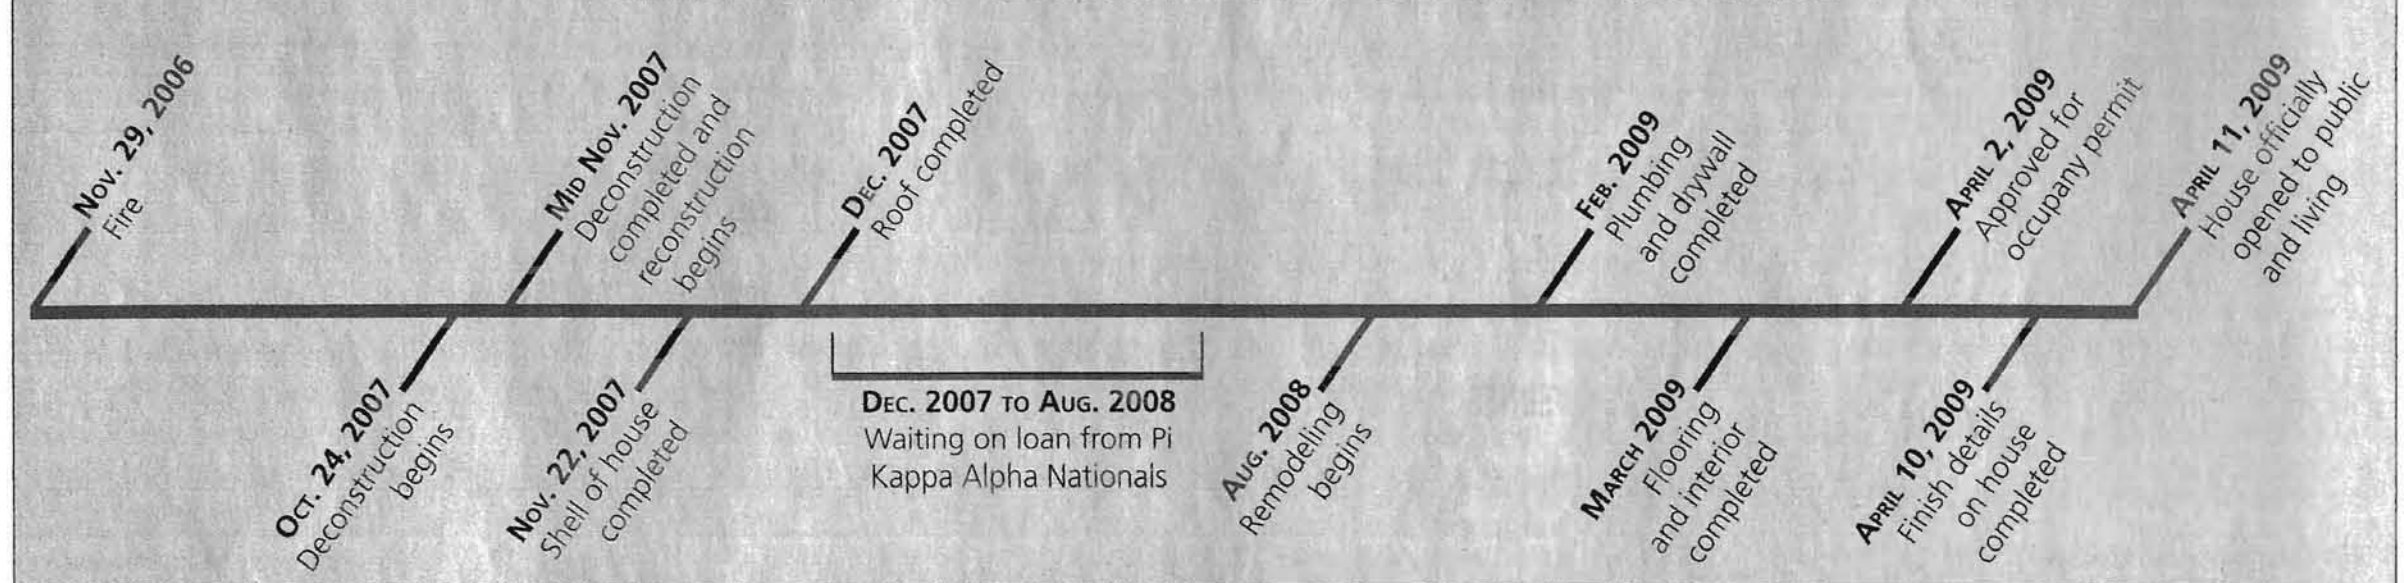 Nov. 29, 2006
Fire
Oct. 24, 2007
Deconstruction
begins
Mid Nov. 2007
Deconstruction
completed and
reconstruction
begins
Nov. 22, 2007
Shell of house
completed
Dec. 2007
Roof completed
Dec. 2007 to Aug. 2008
Waiting on loan from Pi
Kappa Alpha Nationals
Aug. 2008
Remodeling
begins
Feb. 2009
Plumbing
and drywall
completed
March 2009
Flooring
and interior
completed
April 2, 2009
Approved for
occupany permit
April 10, 2009
Finish details
on house
completed
April 11, 2009
House officially
opened to public
and living